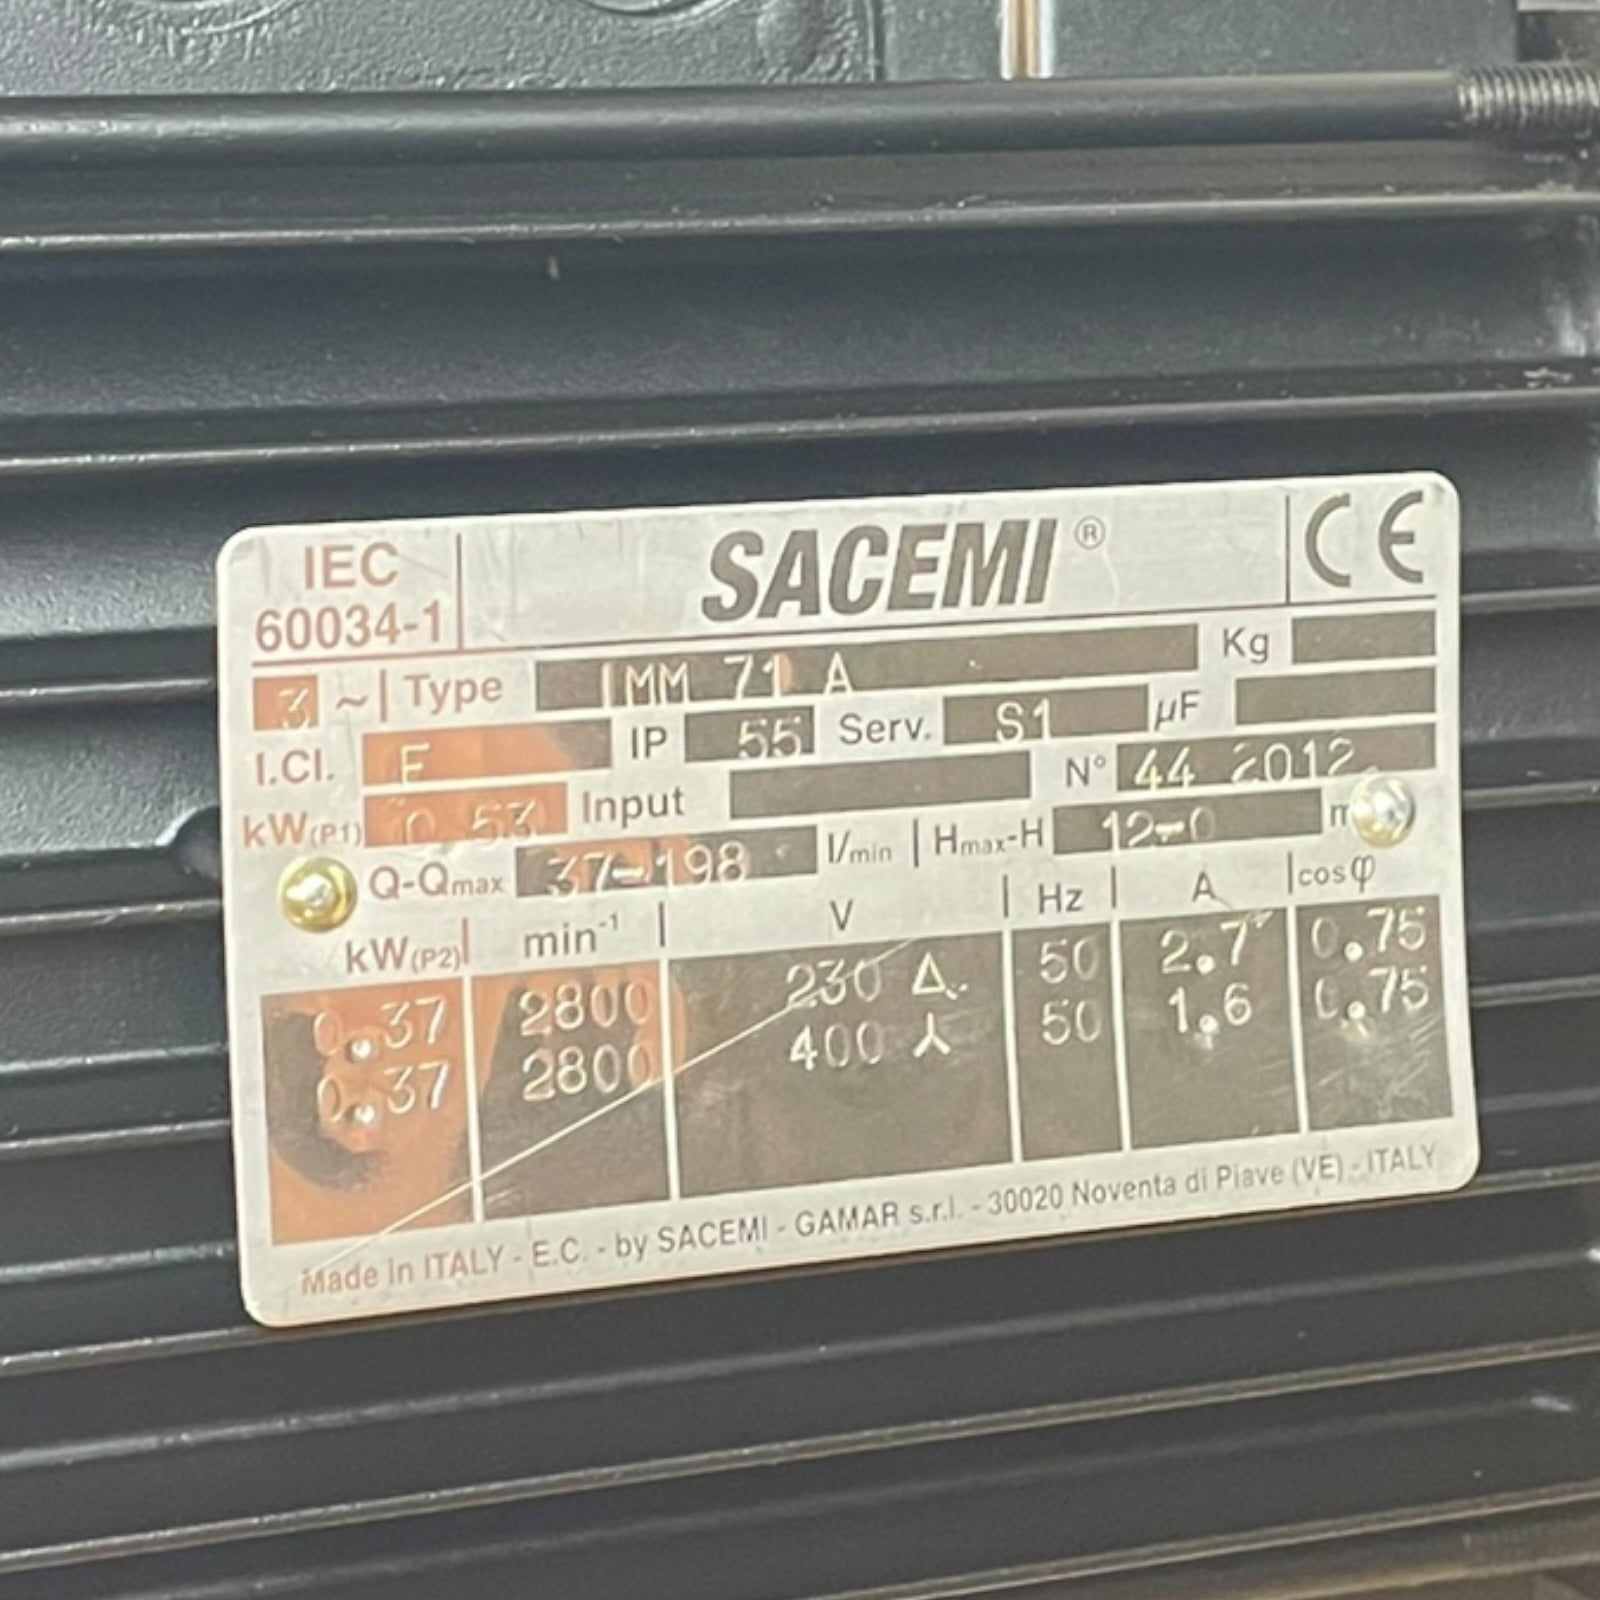 IEC
60034-1
SACEMI ®
CE
3 ~ Type IMM 71 A Kg
I.Cl. F IP 55 Serv. S1 µF
kW(P1) 0.53 Input N° 44 2012
Q-Qmax 37-198 l/min Hmax-H 12-0 m
kW(P2) min⁻¹ V Hz A cosφ
0.37 2800 230 Δ 50 2.7 0.75
0.37 2800 400 Y 50 1.6 0.75
Made in ITALY - E.C. - by SACEMI - GAMAR s.r.l. - 30020 Noventa di Piave (VE) - ITALY